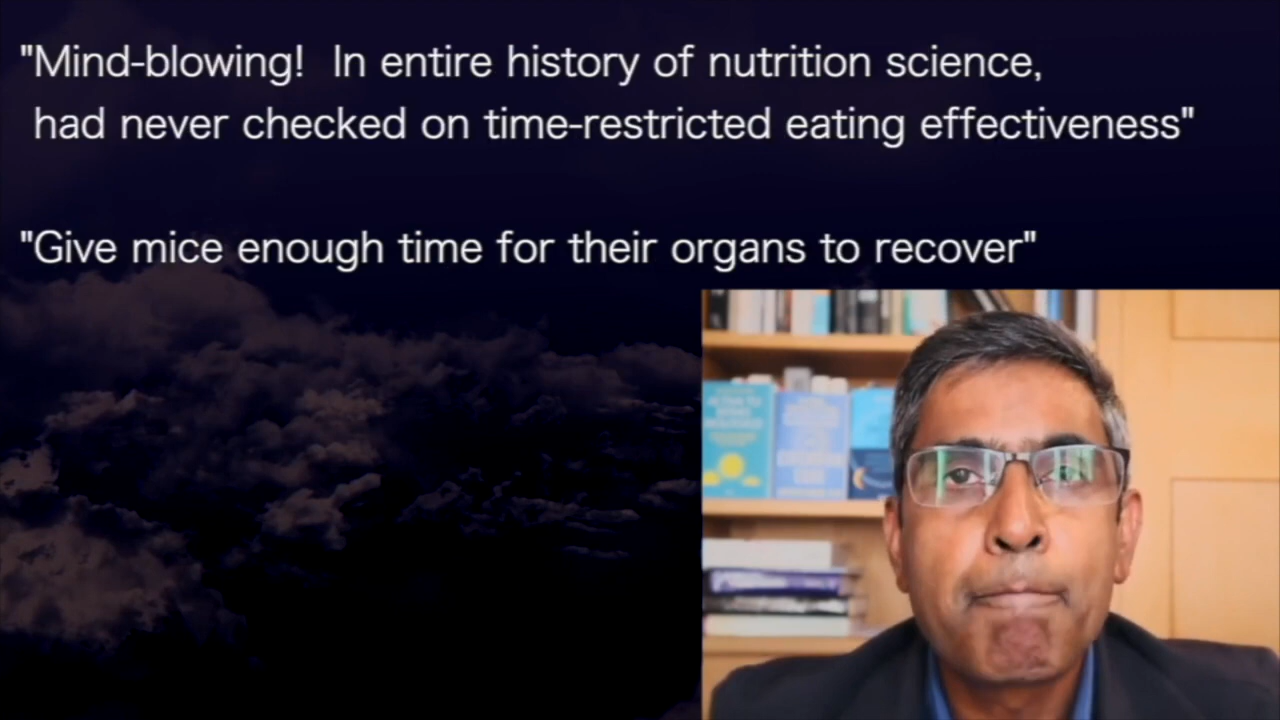 "Mind-blowing!  In entire history of nutrition science,
had never checked on time-restricted eating effectiveness"
"Give mice enough time for their organs to recover"